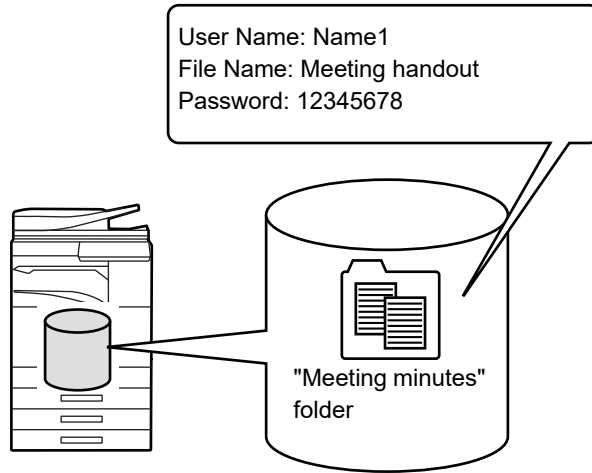 User Name: Name1
File Name: Meeting handout
Password: 12345678
"Meeting minutes"
folder